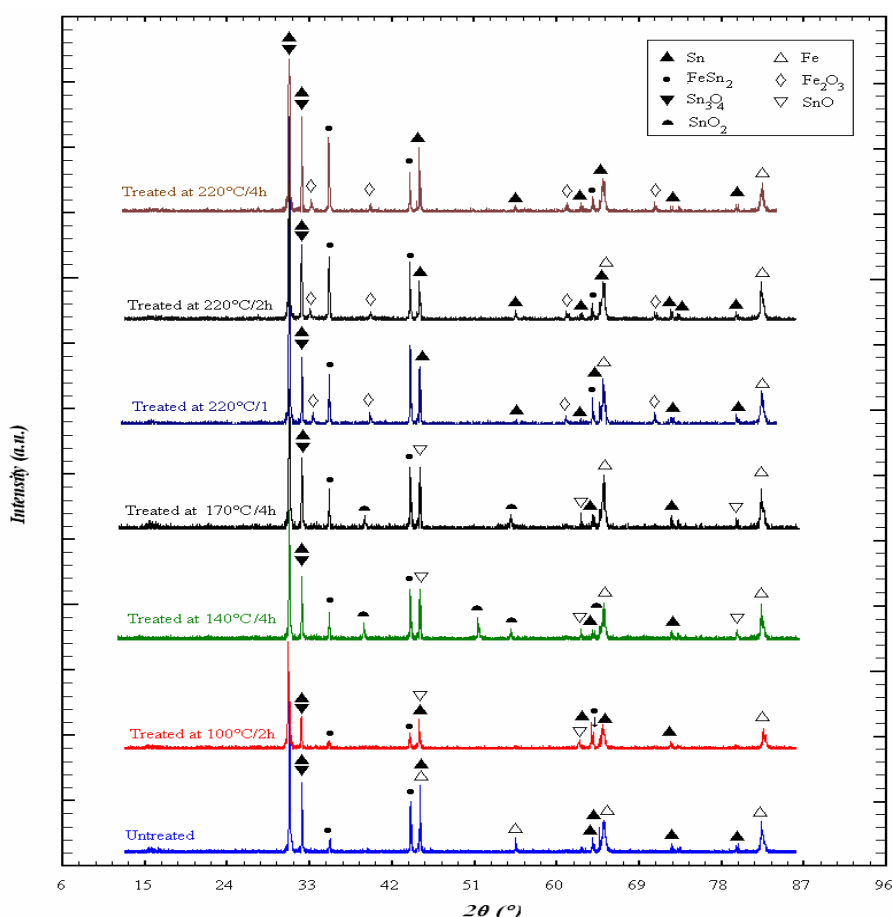 Sn
Fe
FeSn2
Fe2O3
Sn3O4
SnO
SnO2
Treated at 220°C/4h
Treated at 220°C/2h
Treated at 220°C/1
Treated at 170°C/4h
Treated at 140°C/4h
Treated at 100°C/2h
Untreated
Intensity (a.u.)
6 15 24 33 42 51 60 69 78 87 96
2θ (°)